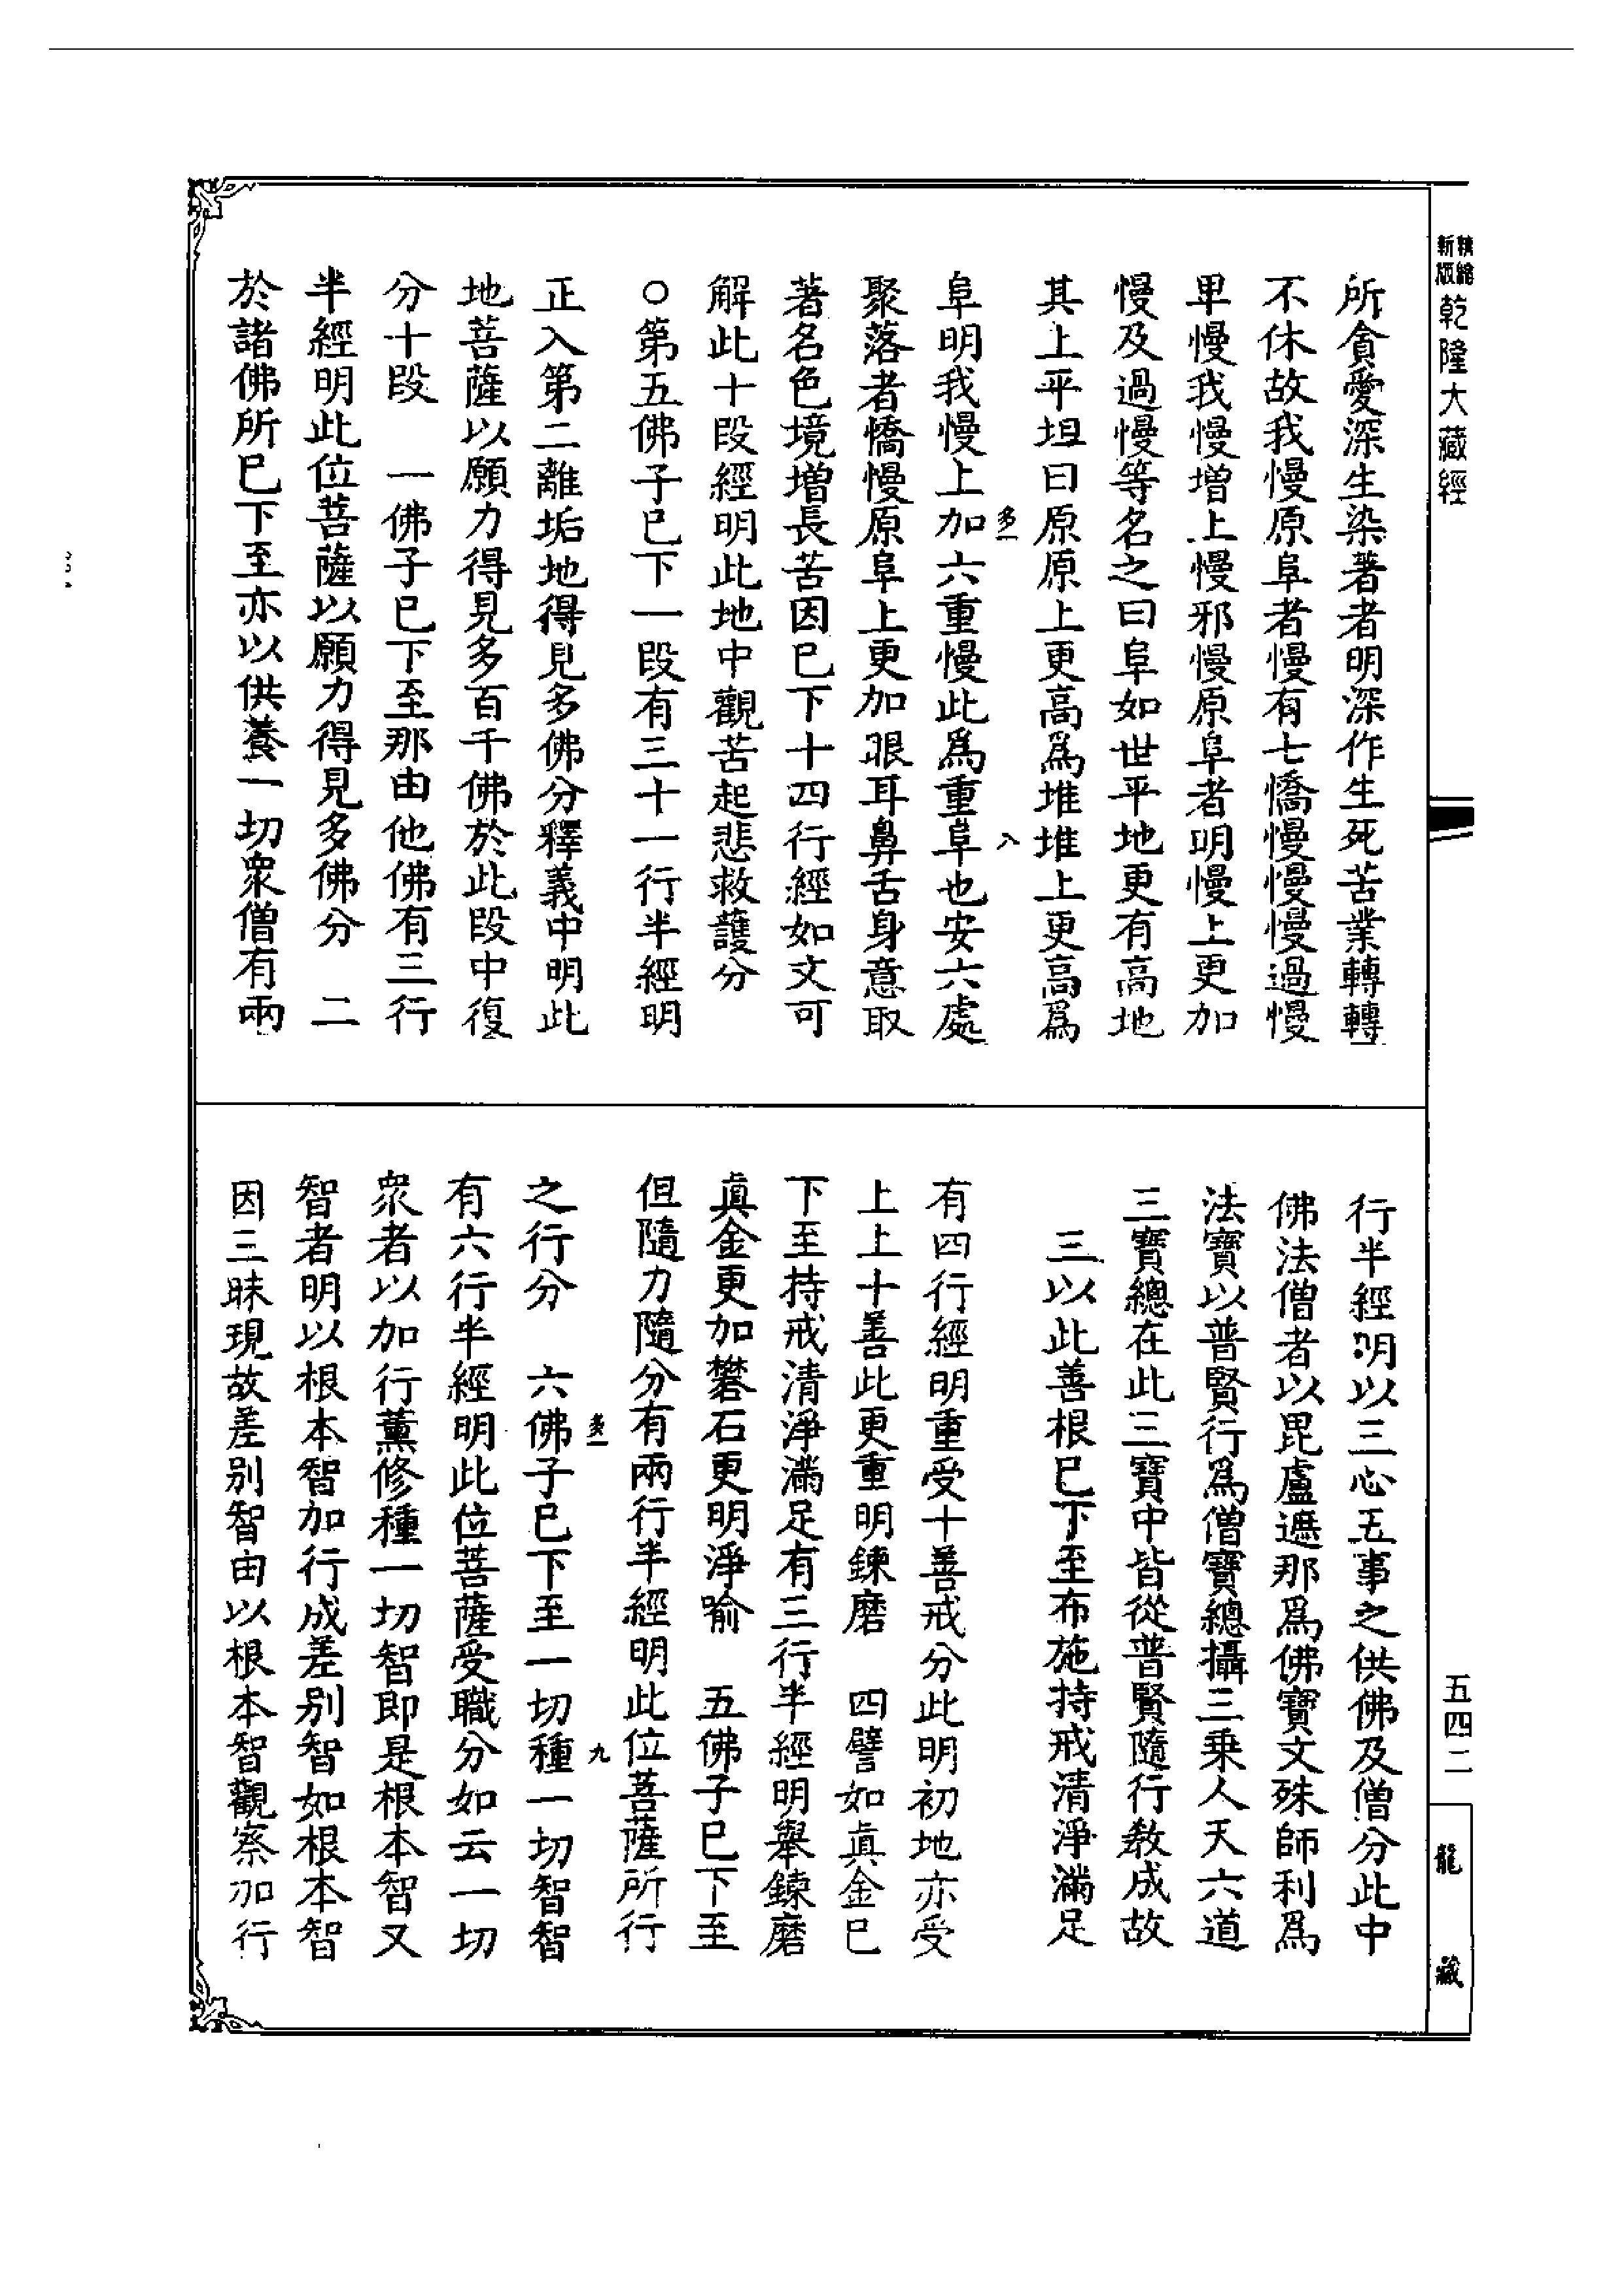 精繪
新版
乾隆大藏經
所貪愛深生染著者明深作生死苦業轉轉
不休故我慢原阜者慢有七憍慢慢慢過慢
卑慢我慢增上慢邪慢原阜者明慢上更加
慢及過慢等名之曰阜如世平地更有高地
其上平坦曰原原上更高爲堆堆上更高爲
多一
八
阜明我慢上加六重慢此爲重阜也安六處
聚落者憍慢原阜上更加眼耳鼻舌身意取
著名色境增長苦因已下十四行經如文可
解此十段經明此地中觀苦起悲救護分
○第五佛子已下一段有三十一行半經明
正入第二離垢地得見多佛分釋義中明此
地菩薩以願力得見多百千佛於此段中復
分十段 一佛子已下至那由他佛有三行
半經明此位菩薩以願力得見多佛分 二
於諸佛所已下至亦以供養一切衆僧有兩
行半經明以三心五事之供佛及僧分此中
佛法僧者以毘盧遮那爲佛寶文殊師利爲
法寶以普賢行爲僧寶總攝三乘人天六道
三寶總在此三寶中皆從普賢隨行教成故
三以此善根已下至布施持戒清淨滿足
有四行經明重受十善戒分此明初地亦受
上上十善此更重明鍊磨 四譬如眞金已
下至持戒清淨滿足有三行半經明舉鍊磨
眞金更加礬石更明淨喻 五佛子已下至
但隨力隨分有兩行半經明此位菩薩所行
多一
九
之行分 六佛子已下至一切種一切智智
有六行半經明此位菩薩受職分如云一切
衆者以加行薰修種一切智即是根本智又
智者明以根本智加行成差別智如根本智
因三昧現故差別智由以根本智觀察加行
五四二
龍藏